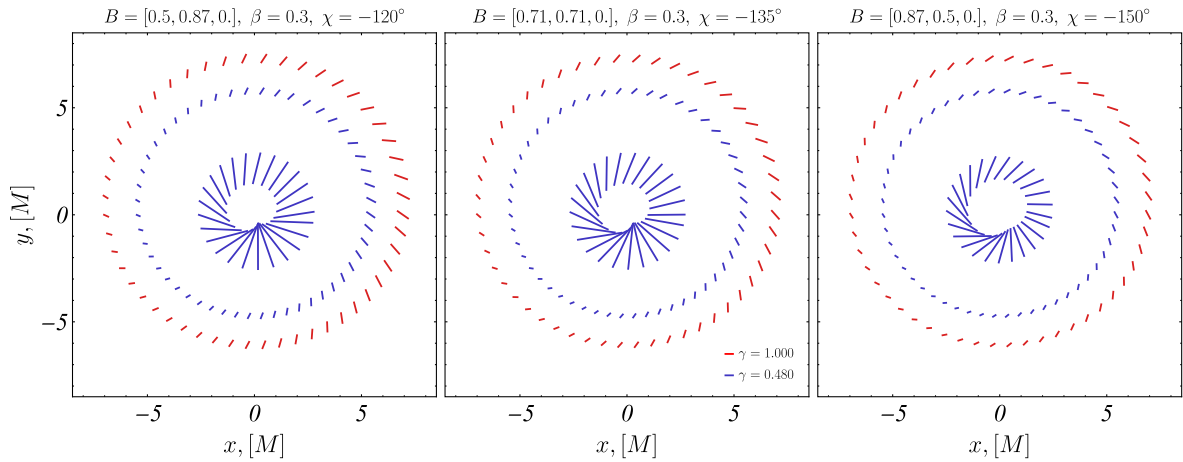 B = [0.5, 0.87, 0.], β = 0.3, χ = −120° B = [0.71, 0.71, 0.], β = 0.3, χ = −135° B = [0.87, 0.5, 0.], β = 0.3, χ = −150°
5
0
−5
y, [M]
γ = 1.000
γ = 0.480
−5 0 5 −5 0 5 −5 0 5
x, [M] x, [M] x, [M]